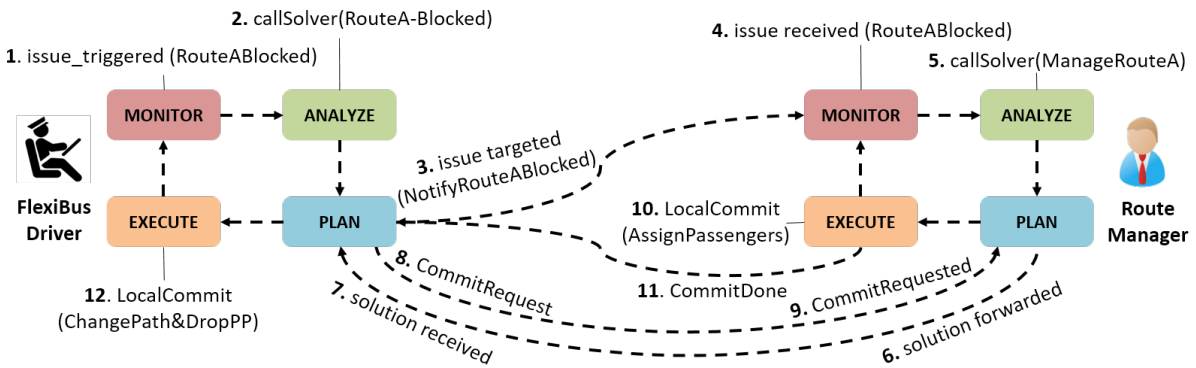 2. callSolver(RouteA-Blocked)
1. issue_triggered (RouteABlocked)
4. issue received (RouteABlocked)
5. callSolver(ManageRouteA)
MONITOR
ANALYZE
MONITOR
ANALYZE
3. issue targeted
(NotifyRouteABlocked)
FlexiBus
Driver
EXECUTE
PLAN
10. LocalCommit
(AssignPassengers)
EXECUTE
PLAN
Route
Manager
8. CommitRequest
7. solution received
11. CommitDone
9. CommitRequested
6. solution forwarded
12. LocalCommit
(ChangePath&DropPP)